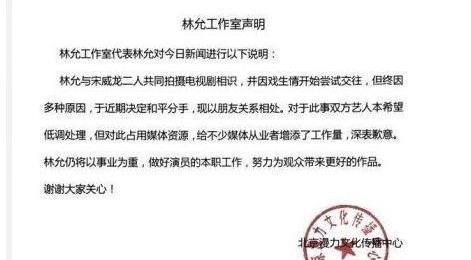 林允工作室声明
林允工作室代表林允对今日新闻进行以下说明：
林允与宋威龙二人共同拍摄电视剧相识，并因戏生情开始尝试交往，但终因
多种原因，于近期决定和平分手，现以朋友关系相处。对于此事双方艺人本希望
低调处理，但对此占用媒体资源，给不少媒体从业者增添了工作量，深表歉意。
林允仍将以事业为重，做好演员的本职工作，努力为观众带来更好的作品。
谢谢大家关心！
北京漫力文化传播中心
力文化传播